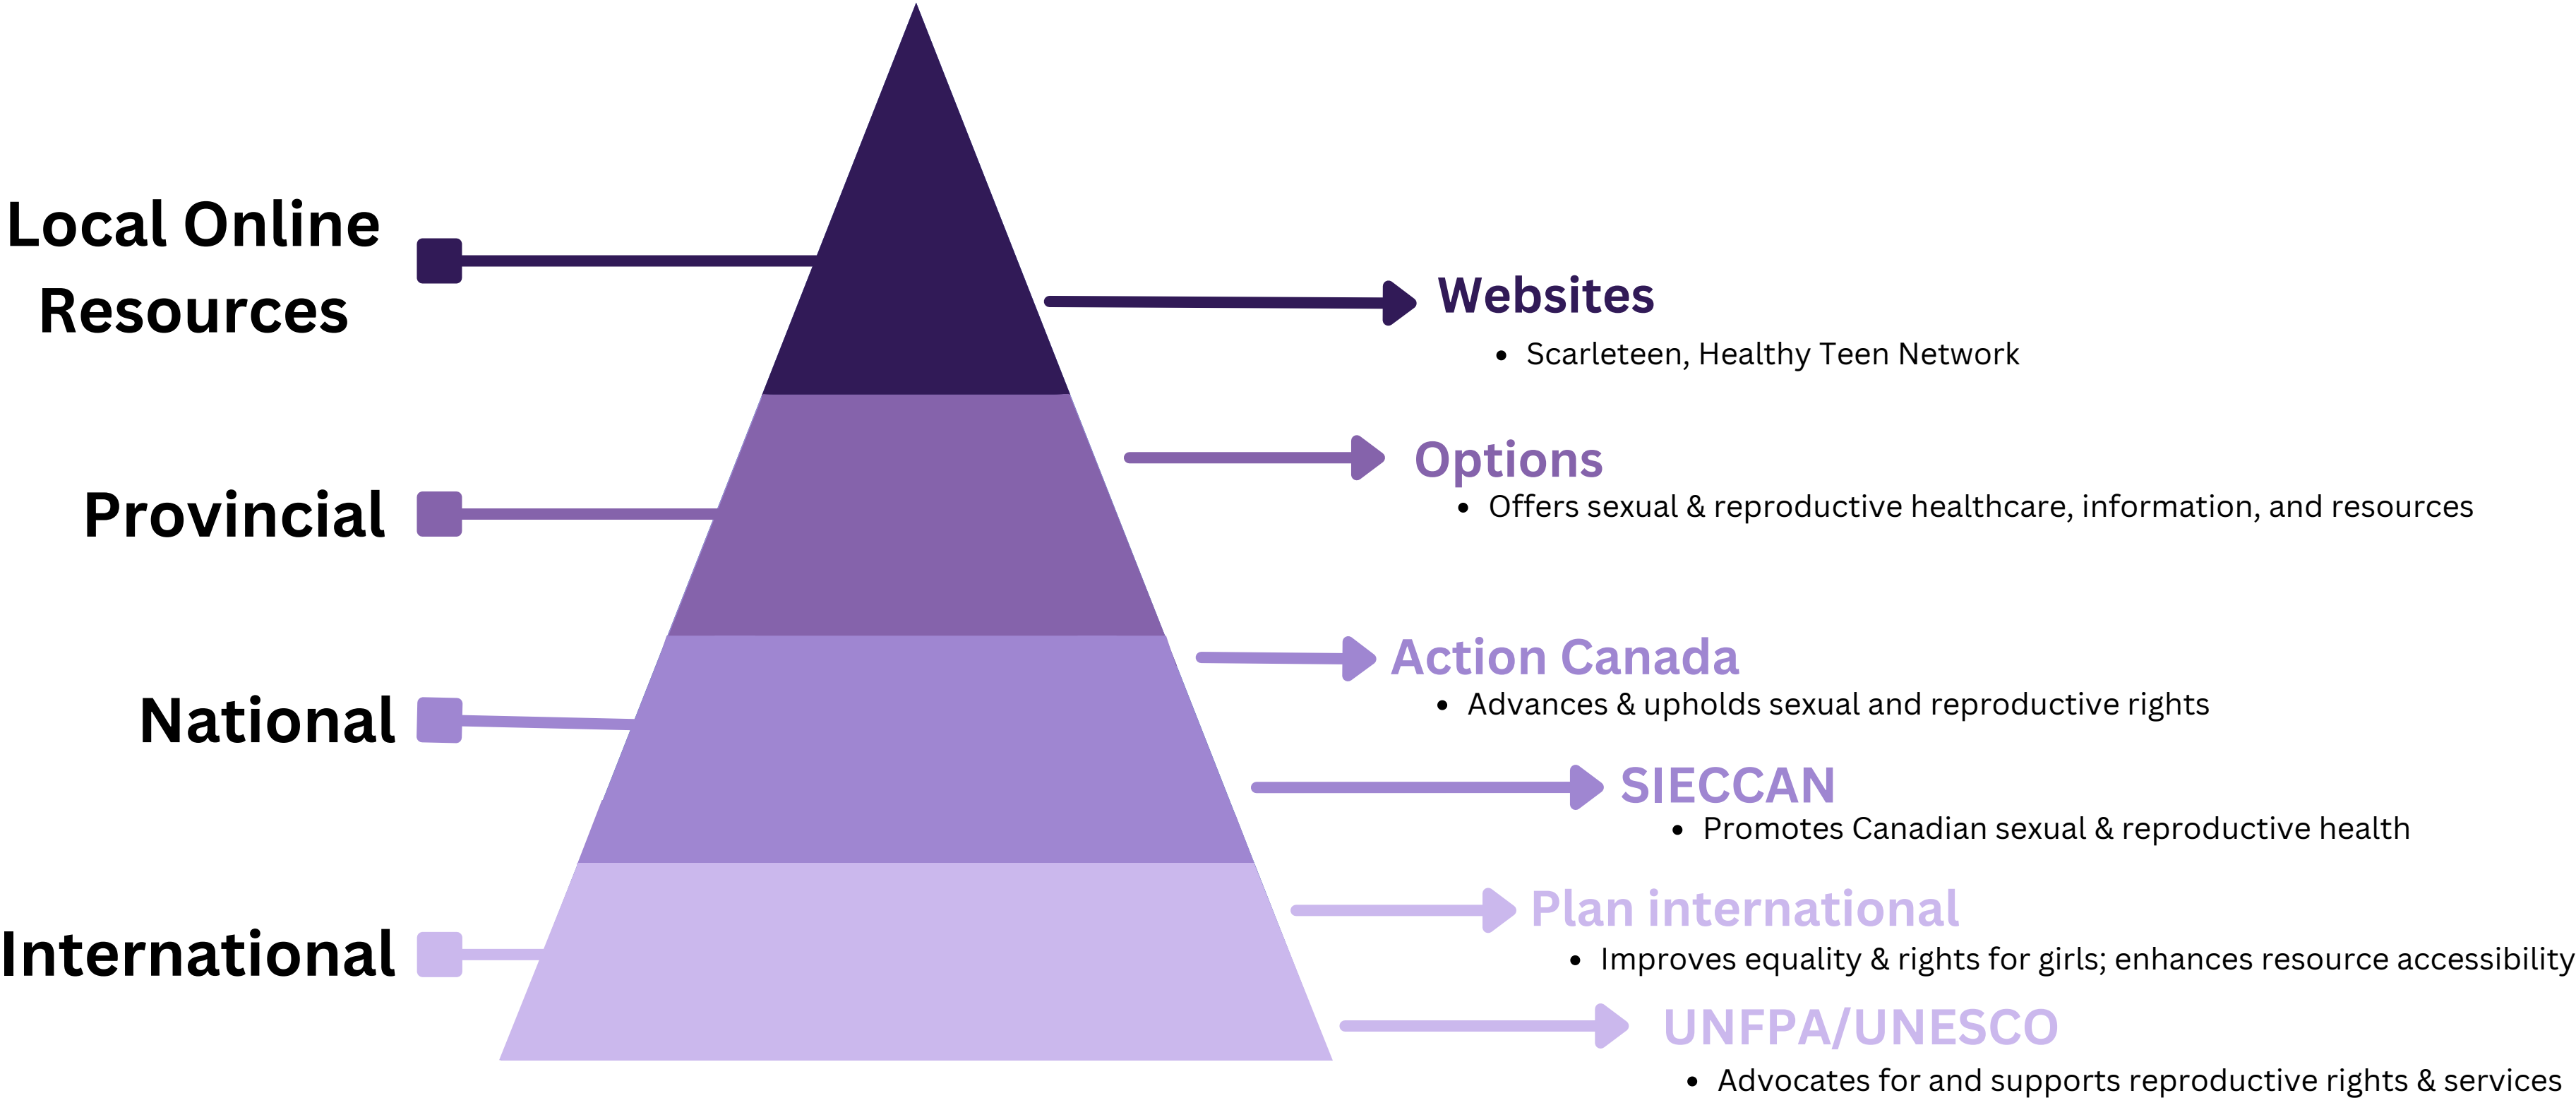 Local Online
Resources
Websites
• Scarleteen, Healthy Teen Network
Provincial
Options
• Offers sexual & reproductive healthcare, information, and resources
National
Action Canada
• Advances & upholds sexual and reproductive rights
SIECCAN
• Promotes Canadian sexual & reproductive health
International
Plan international
• Improves equality & rights for girls; enhances resource accessibility
UNFPA/UNESCO
• Advocates for and supports reproductive rights & services